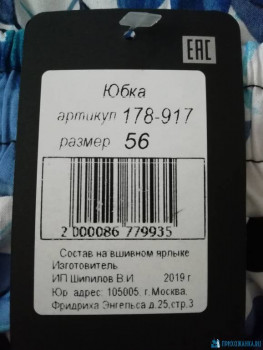 EAC
Юбка
артикул 178-917
размер 56
2 000086 779935
Состав на вшивном ярлыке
Изготовитель
ИП Шипилов В.И 2019 г.
Юр. адрес: 105005, г. Москва,
Фридриха Энгельса д.25,стр.3